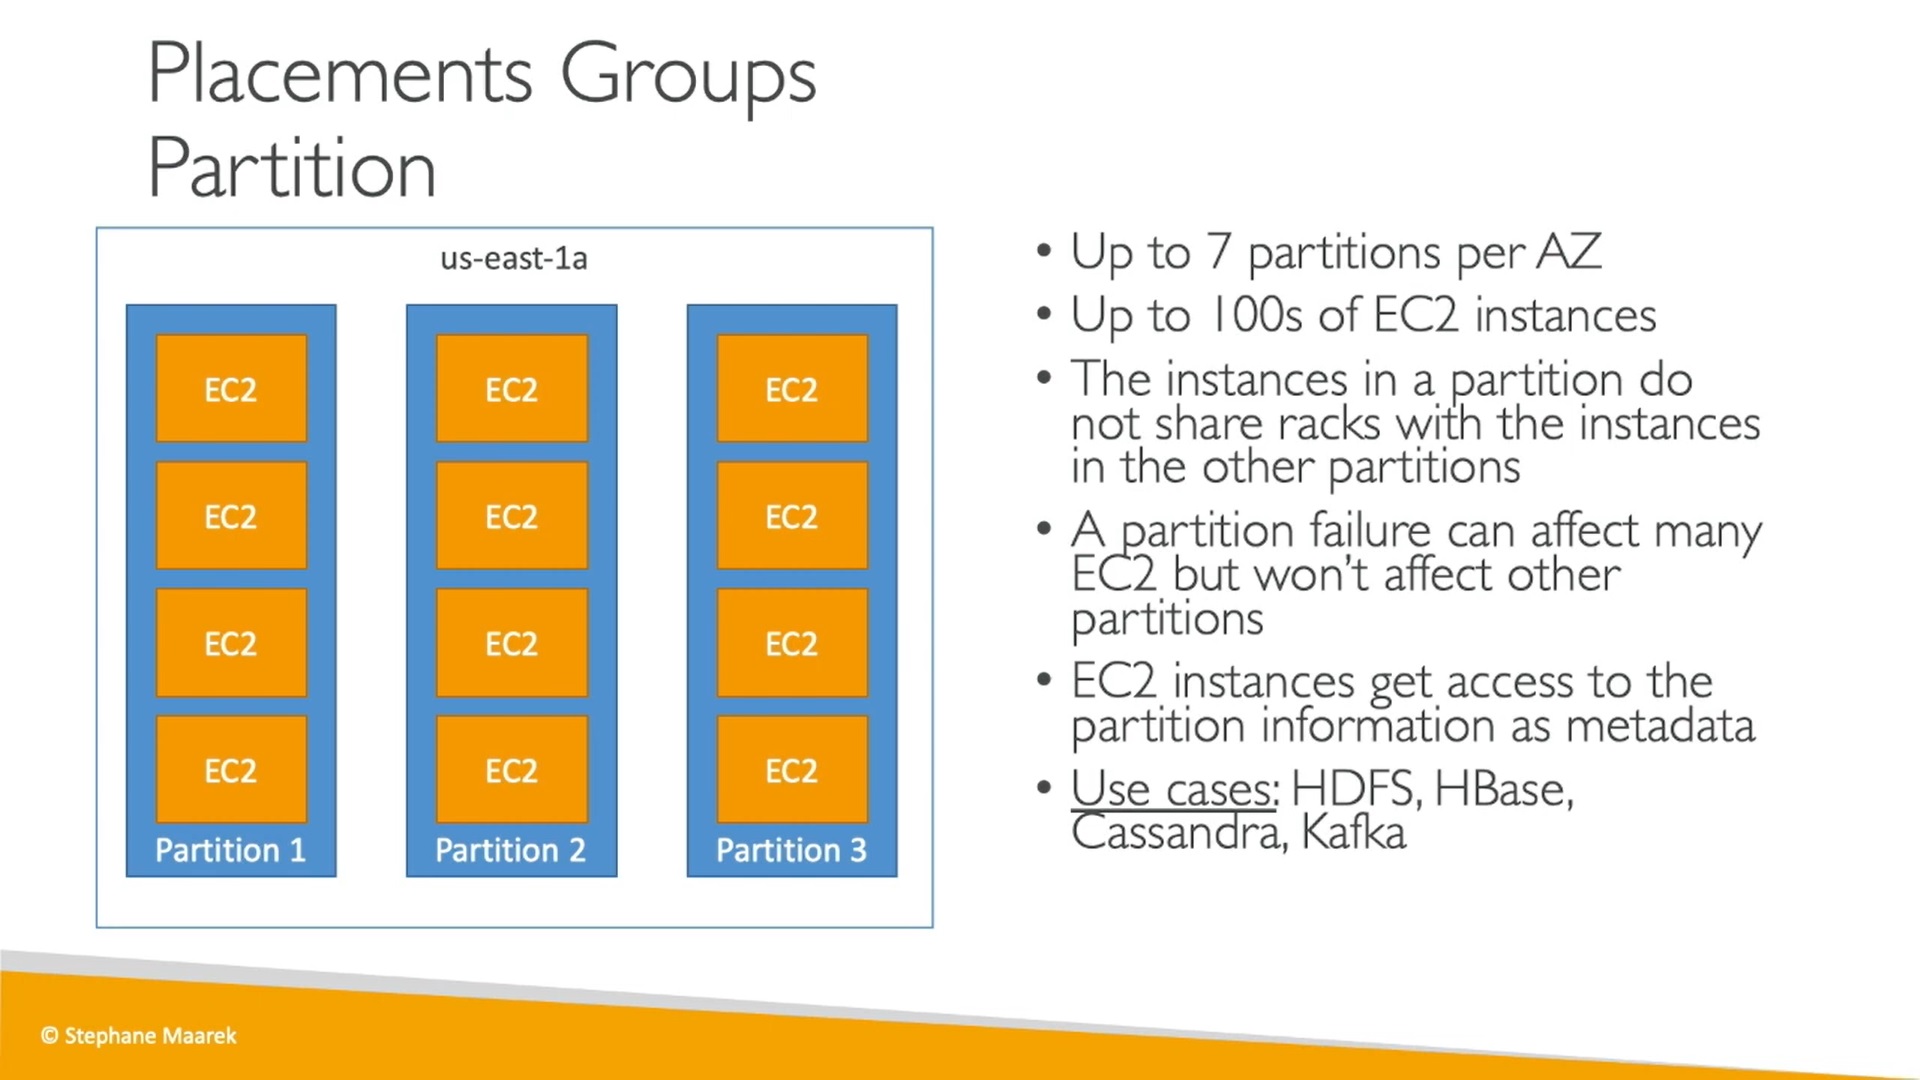 Placements Groups
Partition
us-east-1a
EC2 EC2 EC2
EC2 EC2 EC2
EC2 EC2 EC2
EC2 EC2 EC2
Partition 1 Partition 2 Partition 3
• Up to 7 partitions per AZ
• Up to 100s of EC2 instances
• The instances in a partition do
not share racks with the instances
in the other partitions
• A partition failure can affect many
EC2 but won’t affect other
partitions
• EC2 instances get access to the
partition information as metadata
• Use cases: HDFS, HBase,
Cassandra, Kafka
© Stephane Maarek